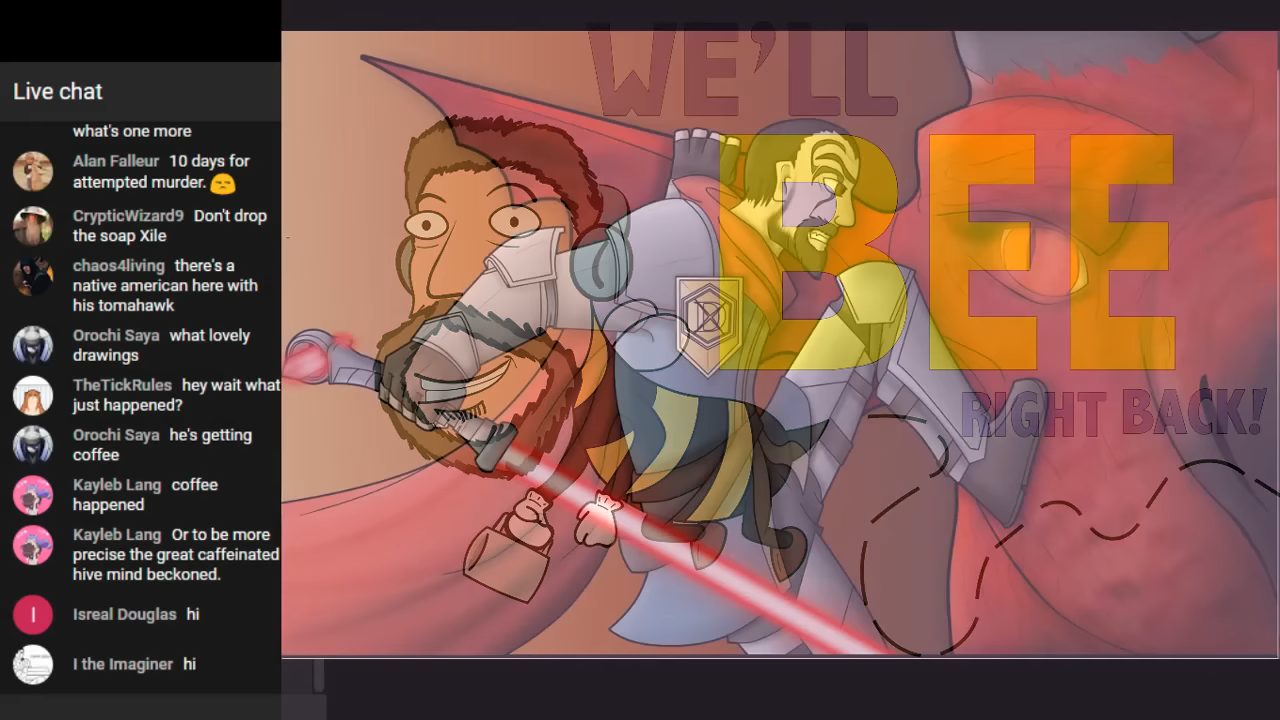 Live chat
what's one more
Alan Falleur 10 days for
attempted murder.
CrypticWizard9 Don't drop
the soap Xile
chaos4living there's a
native american here with
his tomahawk
Orochi Saya what lovely
drawings
TheTickRules hey wait what
just happened?
Orochi Saya he's getting
coffee
Kayleb Lang coffee
happened
Kayleb Lang Or to be more
precise the great caffeinated
hive mind beckoned.
I Isreal Douglas hi
I the Imaginer hi
WE'LL
BEE
RIGHT BACK!